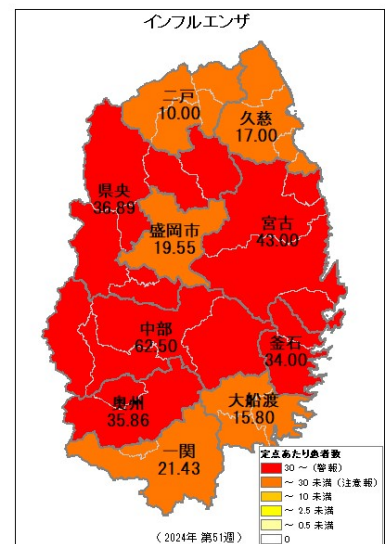 インフルエンザ
二戸
10.00
久慈
17.00
県央
36.89
盛岡市
19.55
宮古
43.00
中部
62.50
釜石
34.00
奥州
35.86
大船渡
15.80
一関
21.43
定点あたり患者数
30 ～ (警報)
～ 30 未満 (注意報)
～ 10 未満
～ 2.5 未満
～ 0.5 未満
0
（ 2024年 第51週 ）